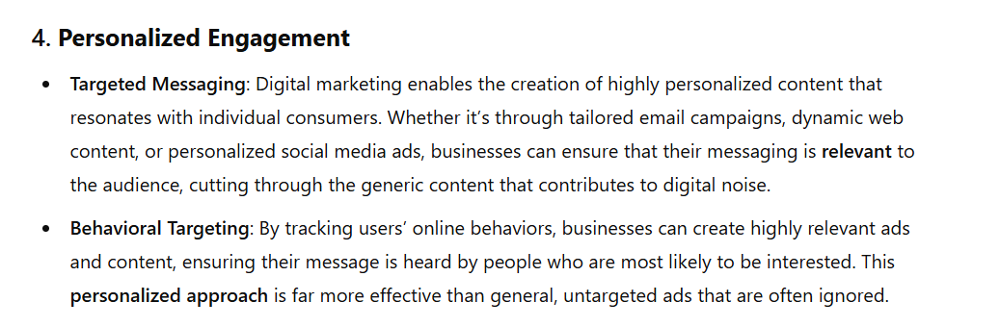 4. Personalized Engagement
• Targeted Messaging: Digital marketing enables the creation of highly personalized content that
resonates with individual consumers. Whether it’s through tailored email campaigns, dynamic web
content, or personalized social media ads, businesses can ensure that their messaging is relevant to
the audience, cutting through the generic content that contributes to digital noise.
• Behavioral Targeting: By tracking users’ online behaviors, businesses can create highly relevant ads
and content, ensuring their message is heard by people who are most likely to be interested. This
personalized approach is far more effective than general, untargeted ads that are often ignored.